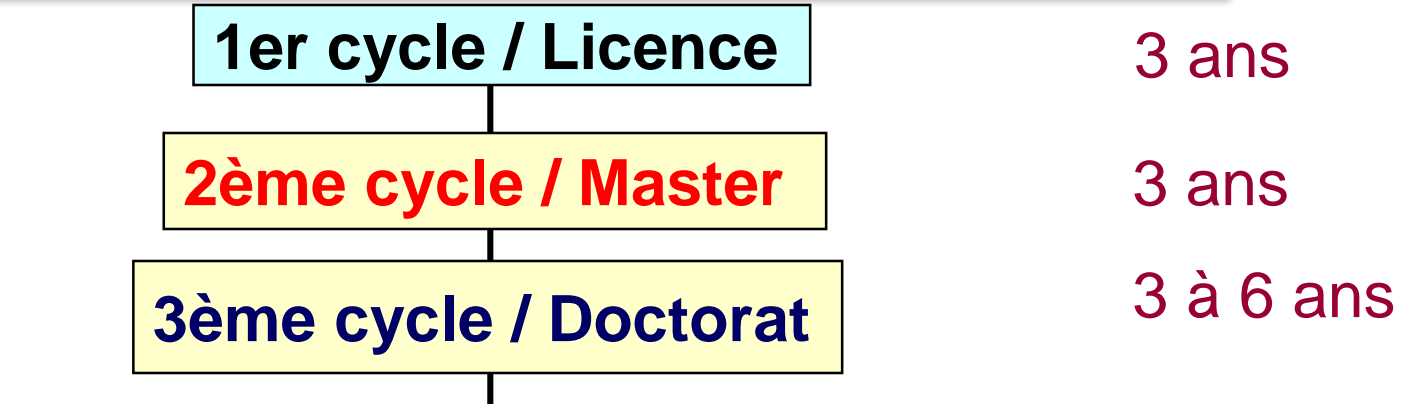 1er cycle / Licence 3 ans
2ème cycle / Master 3 ans
3ème cycle / Doctorat 3 à 6 ans